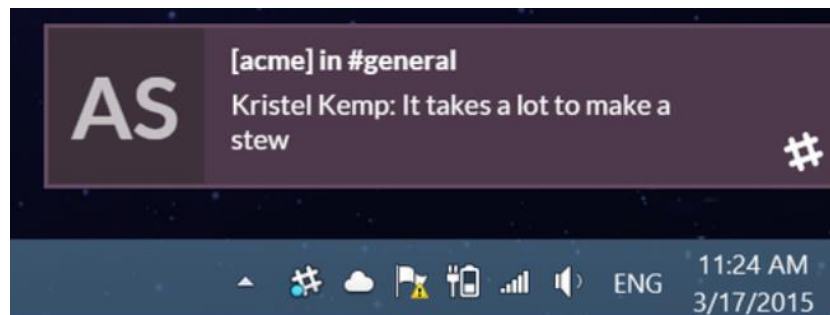 AS
[acme] in #general
Kristel Kemp: It takes a lot to make a
stew
ENG
11:24 AM
3/17/2015